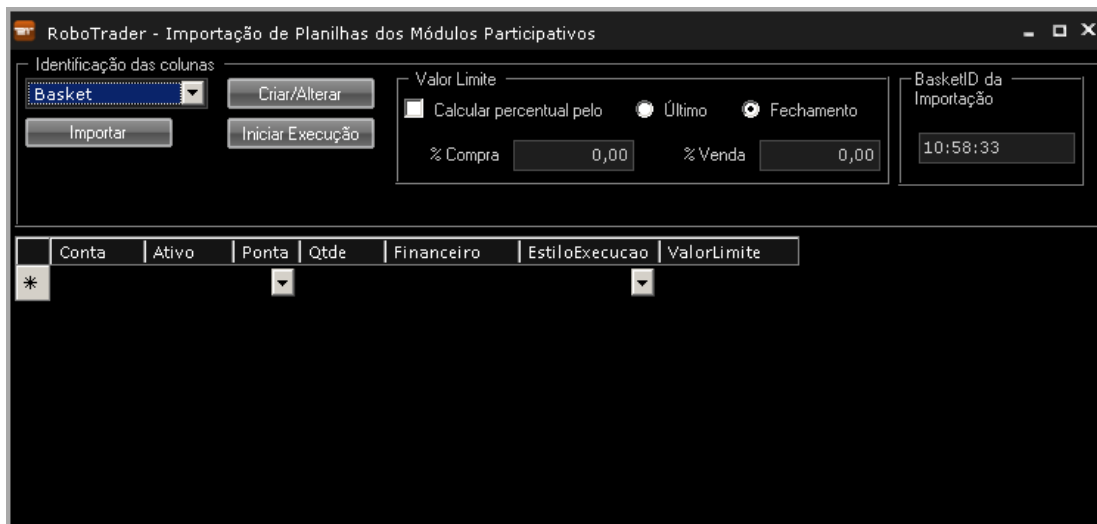 RoboTrader - Importação de Planilhas dos Módulos Participativos
Identificação das colunas
Basket
Criar/Alterar
Importar
Iniciar Execução
Valor Limite
Calcular percentual pelo
Último
Fechamento
% Compra
0,00
% Venda
0,00
BasketID da
Importação
10:58:33
Conta Ativo Ponta Qtde Financeiro EstiloExecucao ValorLimite